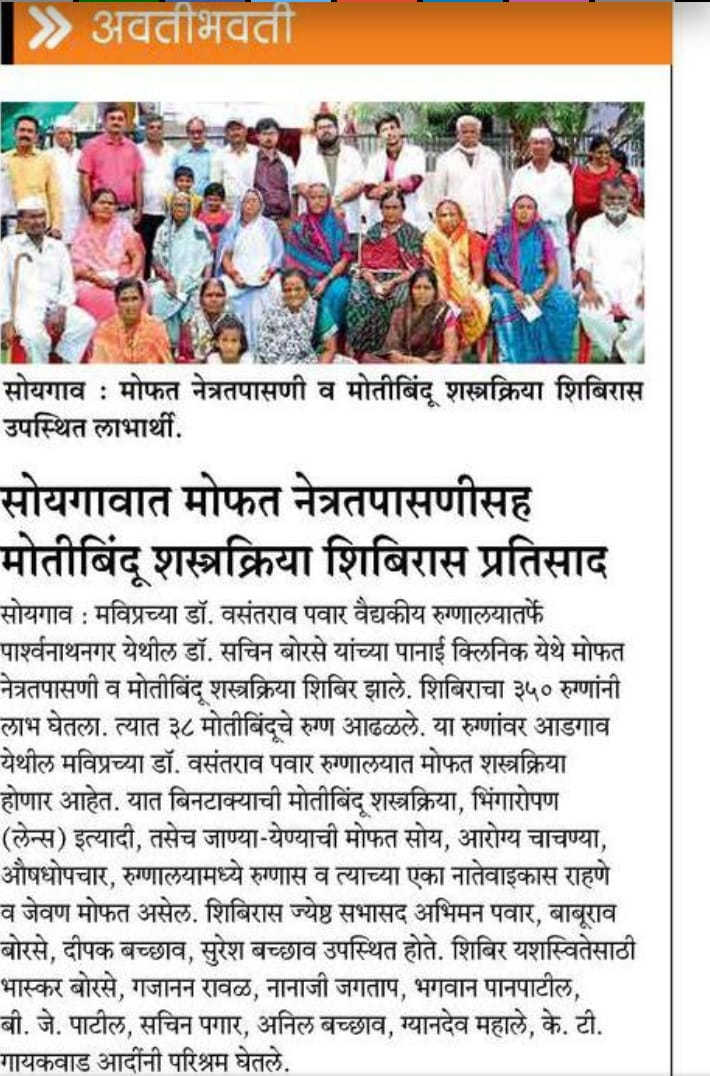 अवतीभवती
सोयगाव : मोफत नेत्रतपासणी व मोतीबिंदू शस्त्रक्रिया शिबिरास
उपस्थित लाभार्थी.
सोयगावात मोफत नेत्रतपासणीसह
मोतीबिंदू शस्त्रक्रिया शिबिरास प्रतिसाद
सोयगाव : मविप्रच्या डॉ. वसंतराव पवार वैद्यकीय रुग्णालयातर्फे
पार्श्वनाथनगर येथील डॉ. सचिन बोरसे यांच्या पानाई क्लिनिक येथे मोफत
नेत्रतपासणी व मोतीबिंदू शस्त्रक्रिया शिबिर झाले. शिबिराचा ३५० रुग्णांनी
लाभ घेतला. त्यात ३८ मोतीबिंदूचे रुग्ण आढळले. या रुग्णांवर आडगाव
येथील मविप्रच्या डॉ. वसंतराव पवार रुग्णालयात मोफत शस्त्रक्रिया
होणार आहेत. यात बिनटाक्याची मोतीबिंदू शस्त्रक्रिया, भिंगारोपण
(लेन्स) इत्यादी, तसेच जाण्या-येण्याची मोफत सोय, आरोग्य चाचण्या,
औषधोपचार, रुग्णालयामध्ये रुग्णास व त्याच्या एका नातेवाइकास राहणे
व जेवण मोफत असेल. शिबिरास ज्येष्ठ सभासद अभिमन पवार, बाबूराव
बोरसे, दीपक बच्छाव, सुरेश बच्छाव उपस्थित होते. शिबिर यशस्वितेसाठी
भास्कर बोरसे, गजानन रावळ, नानाजी जगताप, भगवान पानपाटील,
बी. जे. पाटील, सचिन पगार, अनिल बच्छाव, ग्यानदेव महाले, के. टी.
गायकवाड आदींनी परिश्रम घेतले.